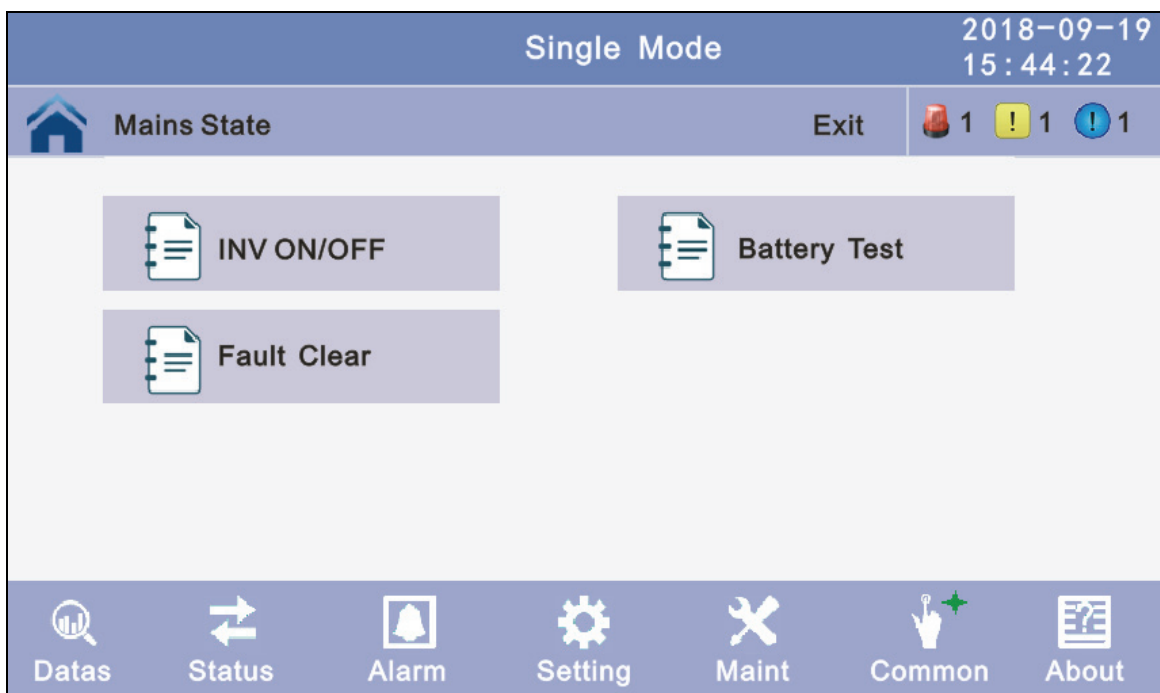 Single Mode
2018-09-19
15:44:22
Mains State
Exit
1
! 1
! 1
INV ON/OFF
Battery Test
Fault Clear
Datas
Status
Alarm
Setting
Maint
Common
?
About